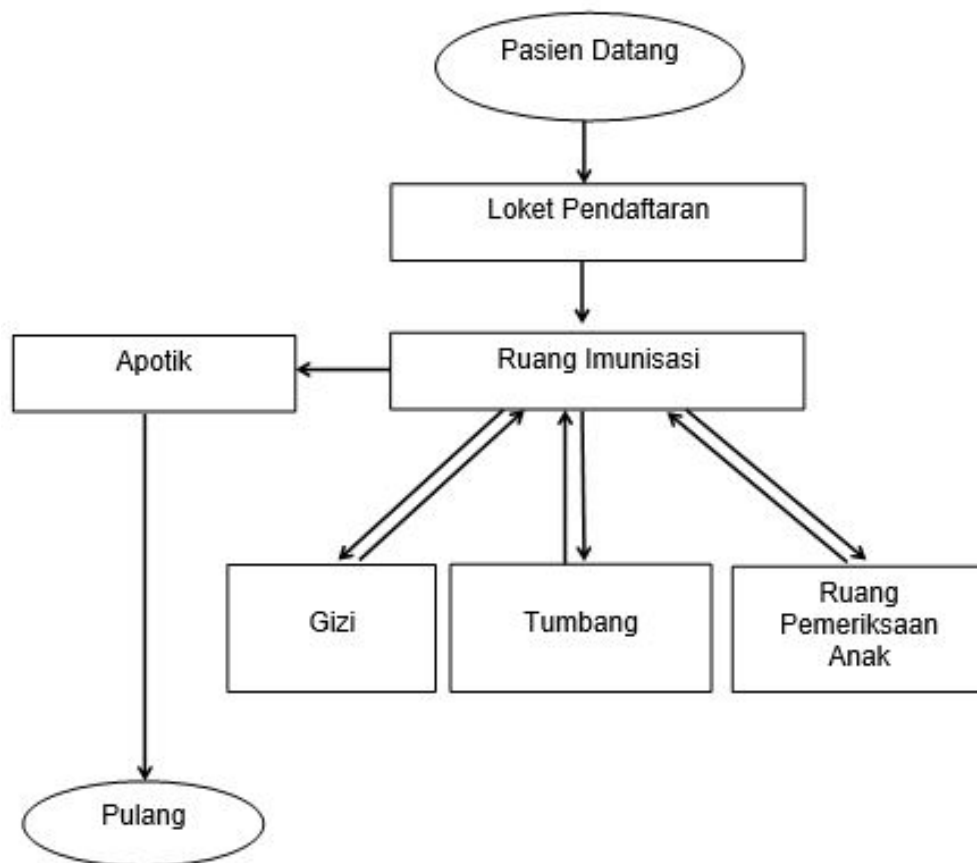 Pasien Datang
Loket Pendaftaran
Apotik
Ruang Imunisasi
Gizi
Tumbang
Ruang
Pemeriksaan
Anak
Pulang